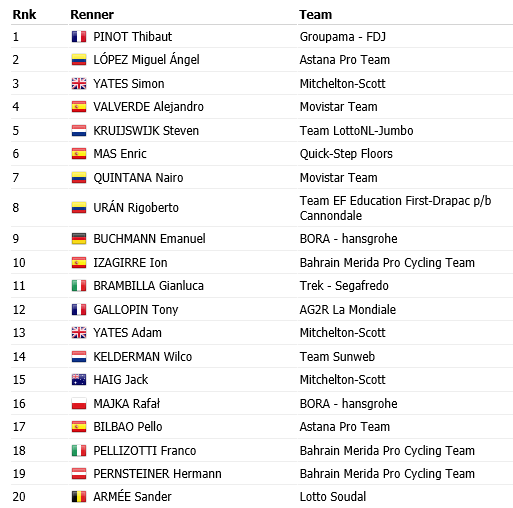 Rnk Renner Team
1 PINOT Thibaut Groupama - FDJ
2 LÓPEZ Miguel Ángel Astana Pro Team
3 YATES Simon Mitchelton-Scott
4 VALVERDE Alejandro Movistar Team
5 KRUIJSWIJK Steven Team LottoNL-Jumbo
6 MAS Enric Quick-Step Floors
7 QUINTANA Nairo Movistar Team
8 URÁN Rigoberto Team EF Education First-Drapac p/b
Cannondale
9 BUCHMANN Emanuel BORA - hansgrohe
10 IZAGIRRE Ion Bahrain Merida Pro Cycling Team
11 BRAMBILLA Gianluca Trek - Segafredo
12 GALLOPIN Tony AG2R La Mondiale
13 YATES Adam Mitchelton-Scott
14 KELDERMAN Wilco Team Sunweb
15 HAIG Jack Mitchelton-Scott
16 MAJKA Rafał BORA - hansgrohe
17 BILBAO Pello Astana Pro Team
18 PELLIZOTTI Franco Bahrain Merida Pro Cycling Team
19 PERNSTEINER Hermann Bahrain Merida Pro Cycling Team
20 ARMÉE Sander Lotto Soudal